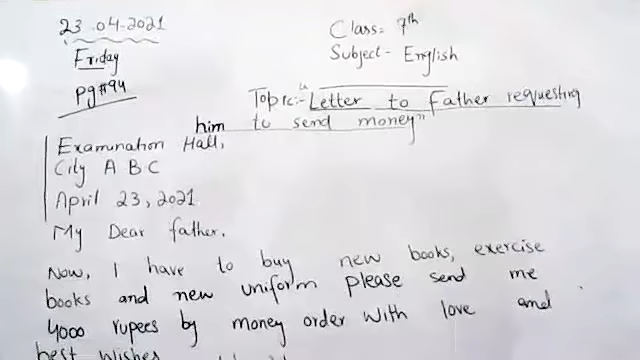 23.04-2021
Friday
Pg#94
Class:- 7th
Subject- English
Topic:- "Letter to Father requesting
him to send money"
Examination Hall,
City A B C
April 23, 2021
My Dear father.
Now, I have to buy new books, exercise
books and new uniform please send me
4000 rupees by money order with love and
best wishes